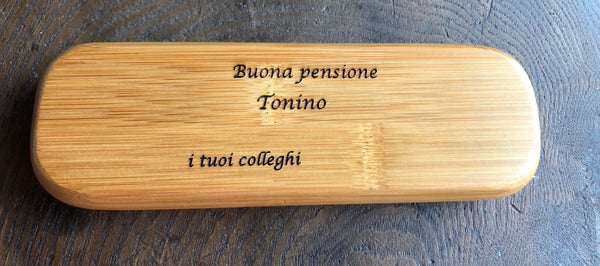 Buona pensione
Tonino
i tuoi colleghi